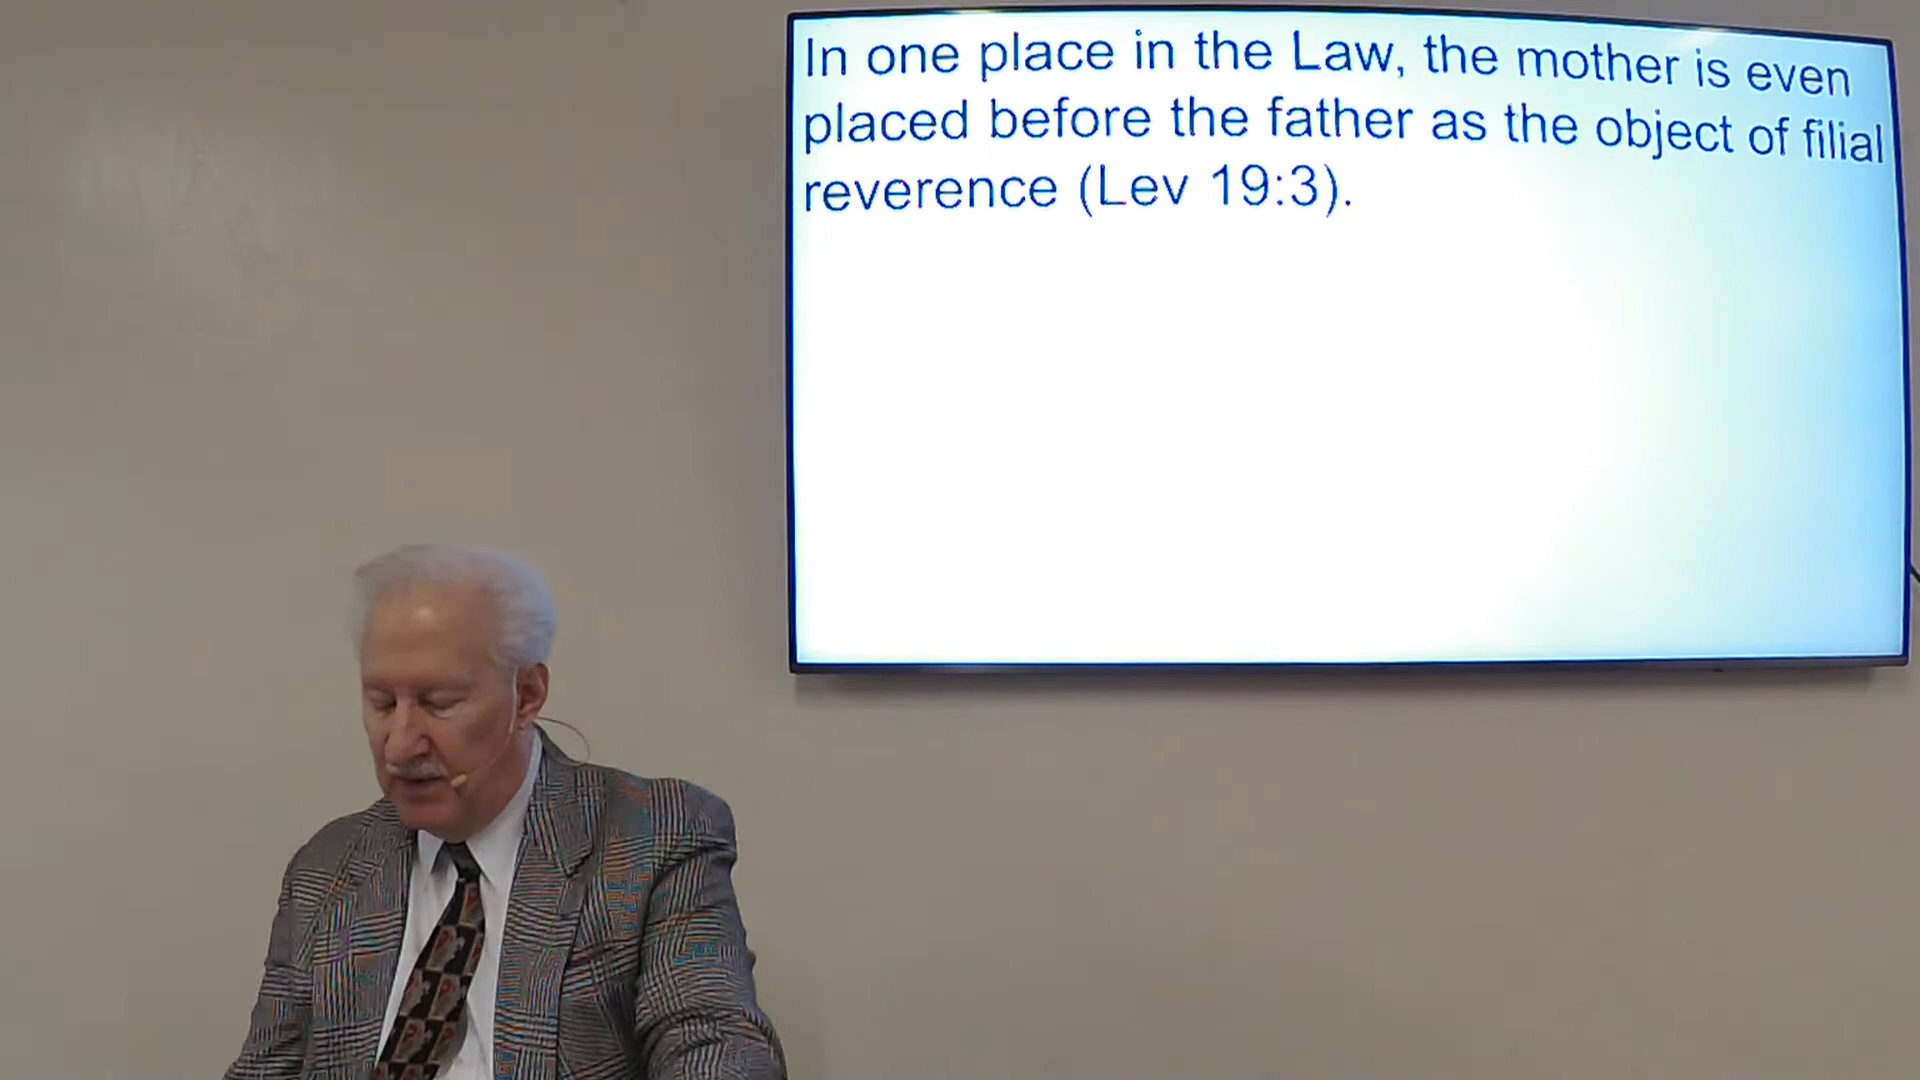 In one place in the Law, the mother is even
placed before the father as the object of filial
reverence (Lev 19:3).